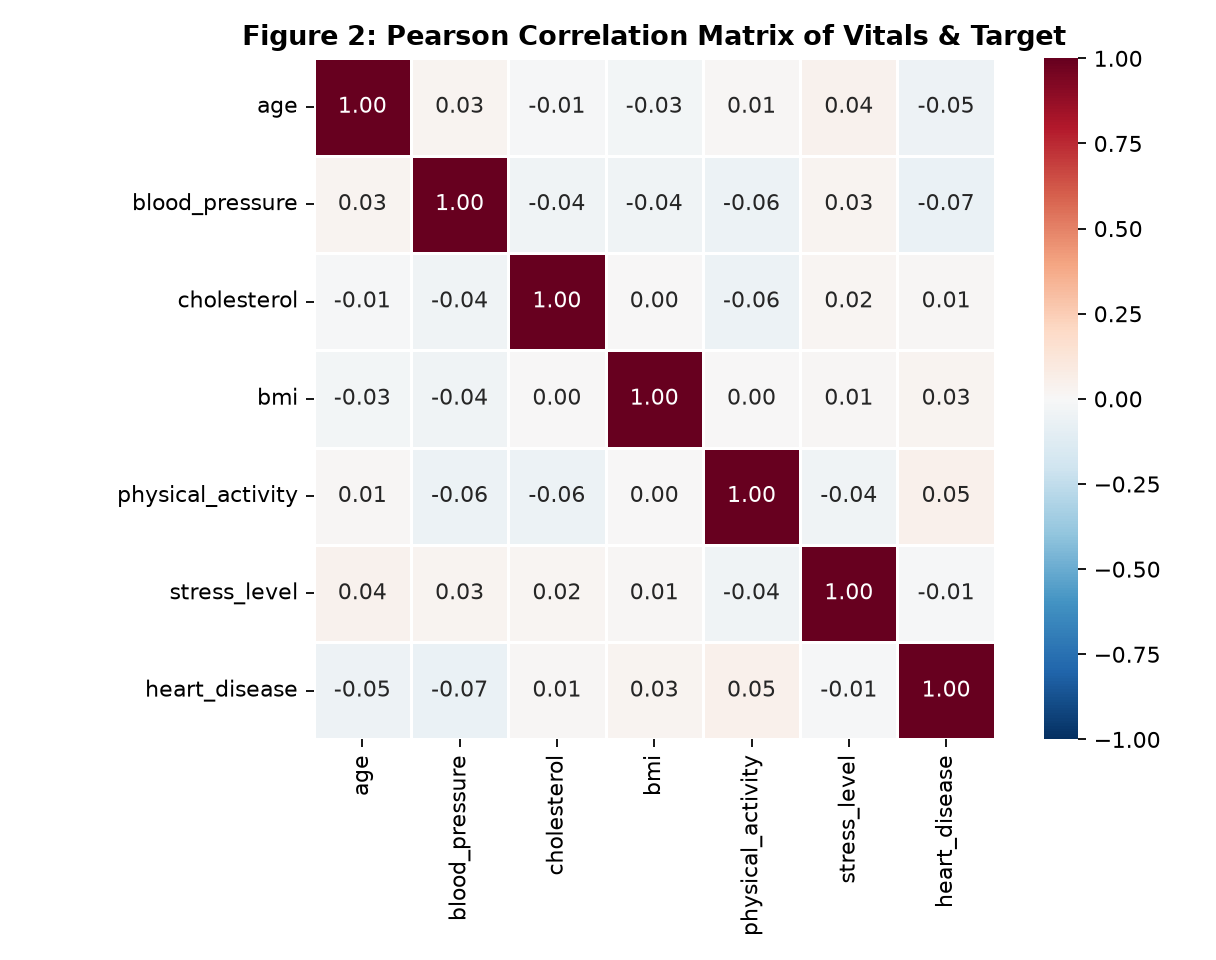 Figure 2: Pearson Correlation Matrix of Vitals & Target
age 1.00 0.03 -0.01 -0.03 0.01 0.04 -0.05
blood_pressure 0.03 1.00 -0.04 -0.04 -0.06 0.03 -0.07
cholesterol -0.01 -0.04 1.00 0.00 -0.06 0.02 0.01
bmi -0.03 -0.04 0.00 1.00 0.00 0.01 0.03
physical_activity 0.01 -0.06 -0.06 0.00 1.00 -0.04 0.05
stress_level 0.04 0.03 0.02 0.01 -0.04 1.00 -0.01
heart_disease -0.05 -0.07 0.01 0.03 0.05 -0.01 1.00
age
blood_pressure
cholesterol
bmi
physical_activity
stress_level
heart_disease
1.00
0.75
0.50
0.25
0.00
−0.25
−0.50
−0.75
−1.00